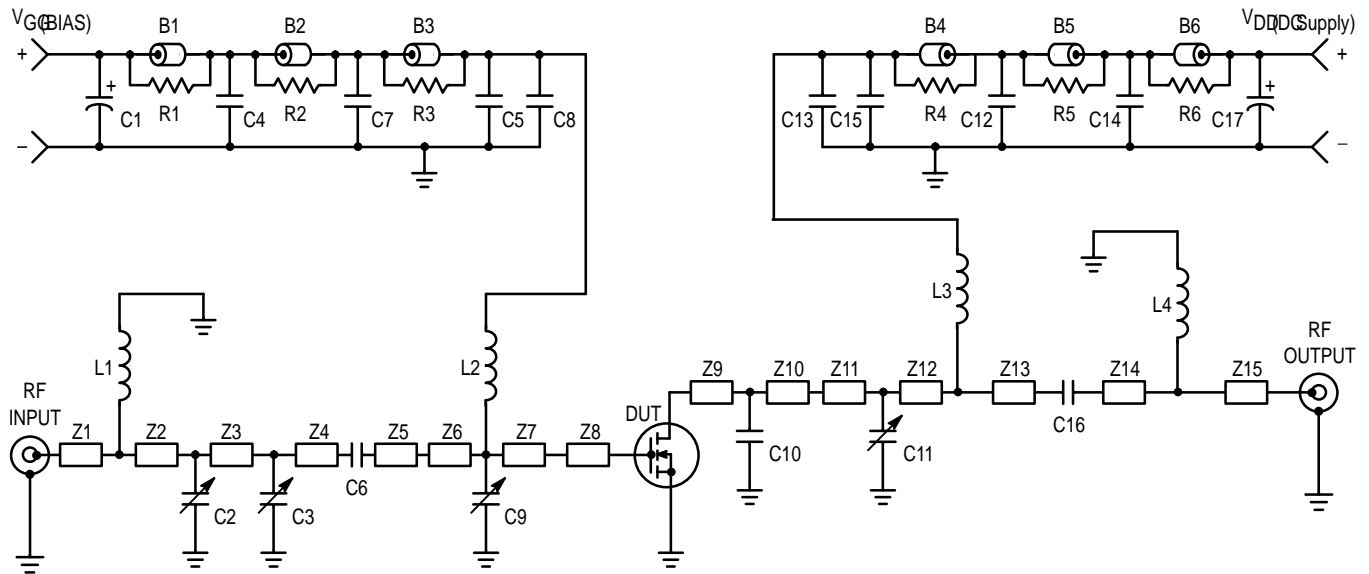 VGG(BIAS)
B1
B2
B3
B4
B5
B6
VDD(DC Supply)
+
+
+
+
C1
R1
C4
R2
C7
R3
C5
C8
C13
C15
R4
C12
R5
C14
R6
C17
–
–
L1
L2
L3
L4
RF
INPUT
RF
OUTPUT
Z1
Z2
Z3
Z4
Z5
Z6
Z7
Z8
DUT
Z9
Z10
Z11
Z12
Z13
Z14
Z15
C6
C10
C11
C16
C2
C3
C9